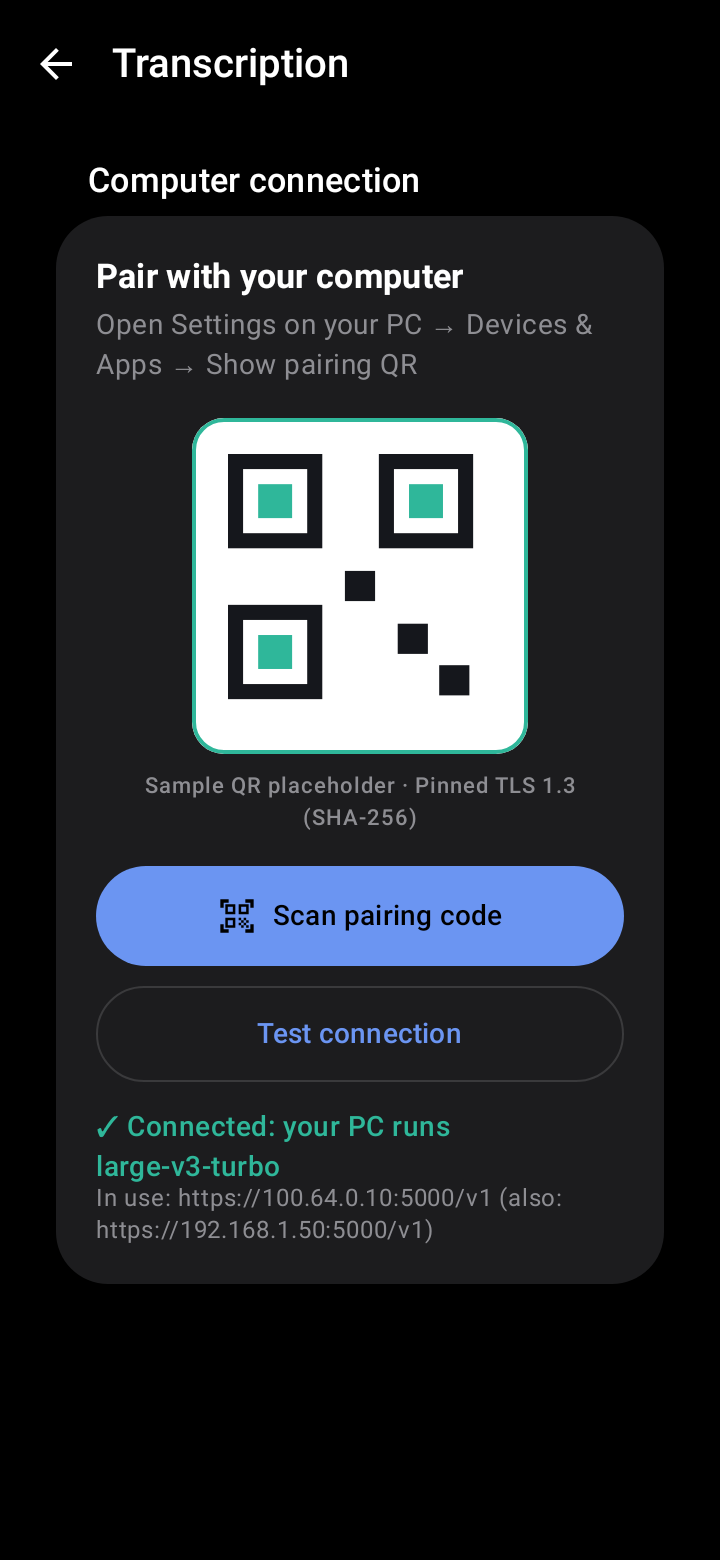 Transcription
Computer connection
Pair with your computer
Open Settings on your PC → Devices &
Apps → Show pairing QR
Sample QR placeholder · Pinned TLS 1.3
(SHA-256)
Scan pairing code
Test connection
✓ Connected: your PC runs
large-v3-turbo
In use: https://100.64.0.10:5000/v1 (also:
https://192.168.1.50:5000/v1)